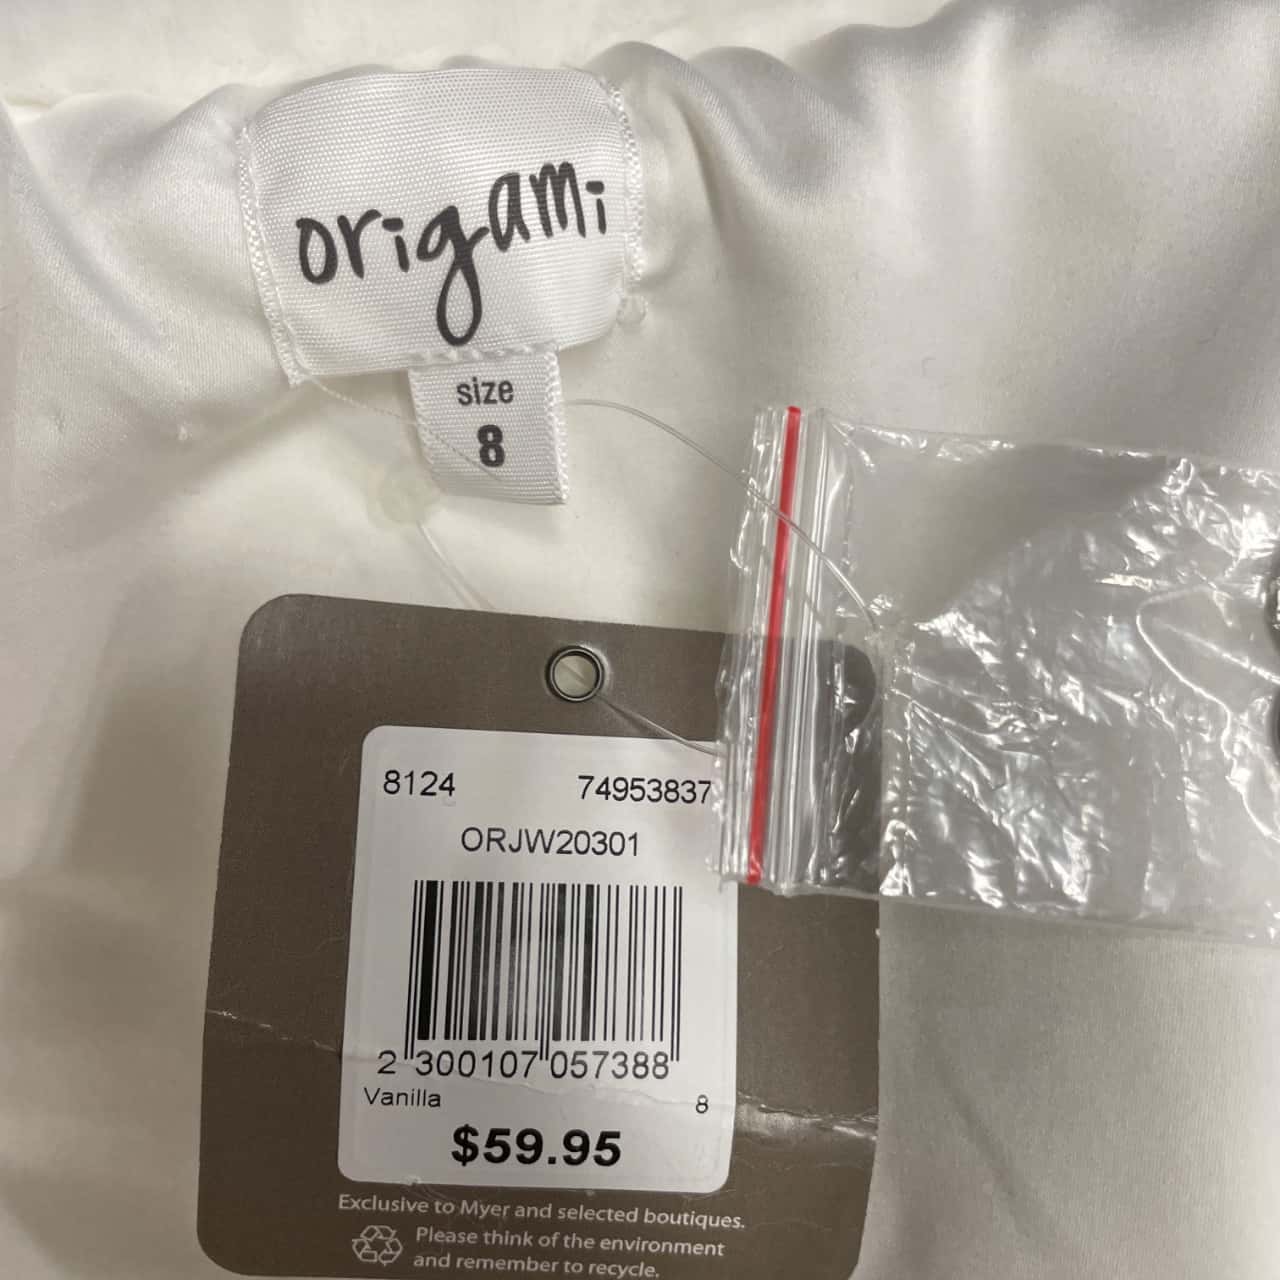 origami
size
8
8124 74953837
ORJW20301
2 300107 057388
Vanilla 8
$59.95
Exclusive to Myer and selected boutiques.
Please think of the environment
and remember to recycle.